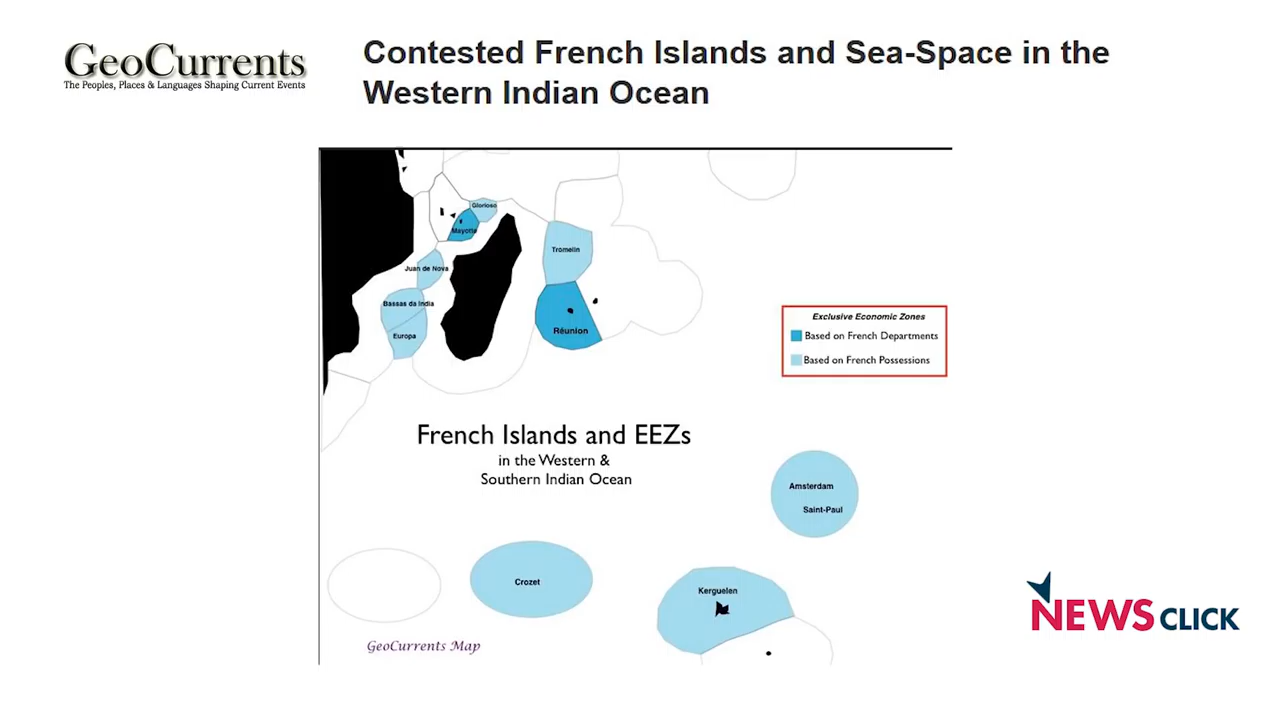 GeoCurrents
The Peoples, Places & Languages Shaping Current Events
Contested French Islands and Sea-Space in the
Western Indian Ocean
Glorioso
Mayotte
Tromelin
Juan de Nova
Bassas da India
Europa
Réunion
Exclusive Economic Zones
Based on French Departments
Based on French Possessions
French Islands and EEZs
in the Western &
Southern Indian Ocean
Amsterdam
Saint-Paul
Crozet
Kerguelen
GeoCurrents Map
NEWSCLICK